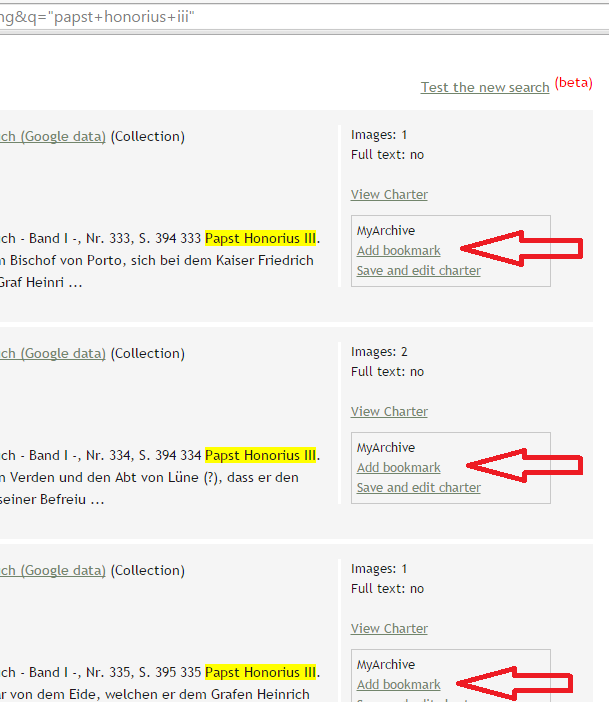 ng&q="papst+honorius+iii"
Test the new search (beta)
ch (Google data) (Collection)
Images: 1
Full text: no
View Charter
ch - Band I -, Nr. 333, S. 394 333 Papst Honorius III.
n Bischof von Porto, sich bei dem Kaiser Friedrich
Graf Heinri ...
MyArchive
Add bookmark
Save and edit charter
ch (Google data) (Collection)
Images: 2
Full text: no
View Charter
ch - Band I -, Nr. 334, S. 394 334 Papst Honorius III.
n Verden und den Abt von Lüne (?), dass er den
seiner Befreiu ...
MyArchive
Add bookmark
Save and edit charter
ch (Google data) (Collection)
Images: 1
Full text: no
View Charter
ch - Band I -, Nr. 335, S. 395 335 Papst Honorius III.
ar von dem Eide, welchen er dem Grafen Heinrich
MyArchive
Add bookmark